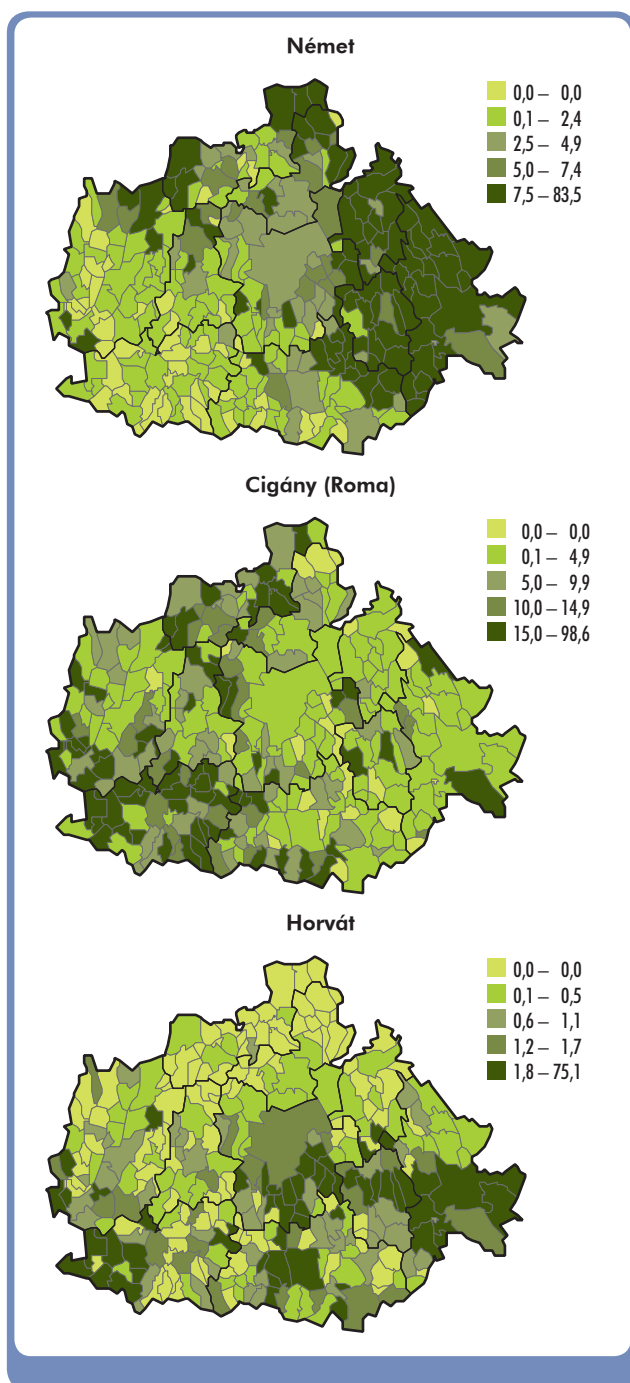 Német
0,0 – 0,0
0,1 – 2,4
2,5 – 4,9
5,0 – 7,4
7,5 – 83,5
Cigány (Roma)
0,0 – 0,0
0,1 – 4,9
5,0 – 9,9
10,0 – 14,9
15,0 – 98,6
Horvát
0,0 – 0,0
0,1 – 0,5
0,6 – 1,1
1,2 – 1,7
1,8 – 75,1